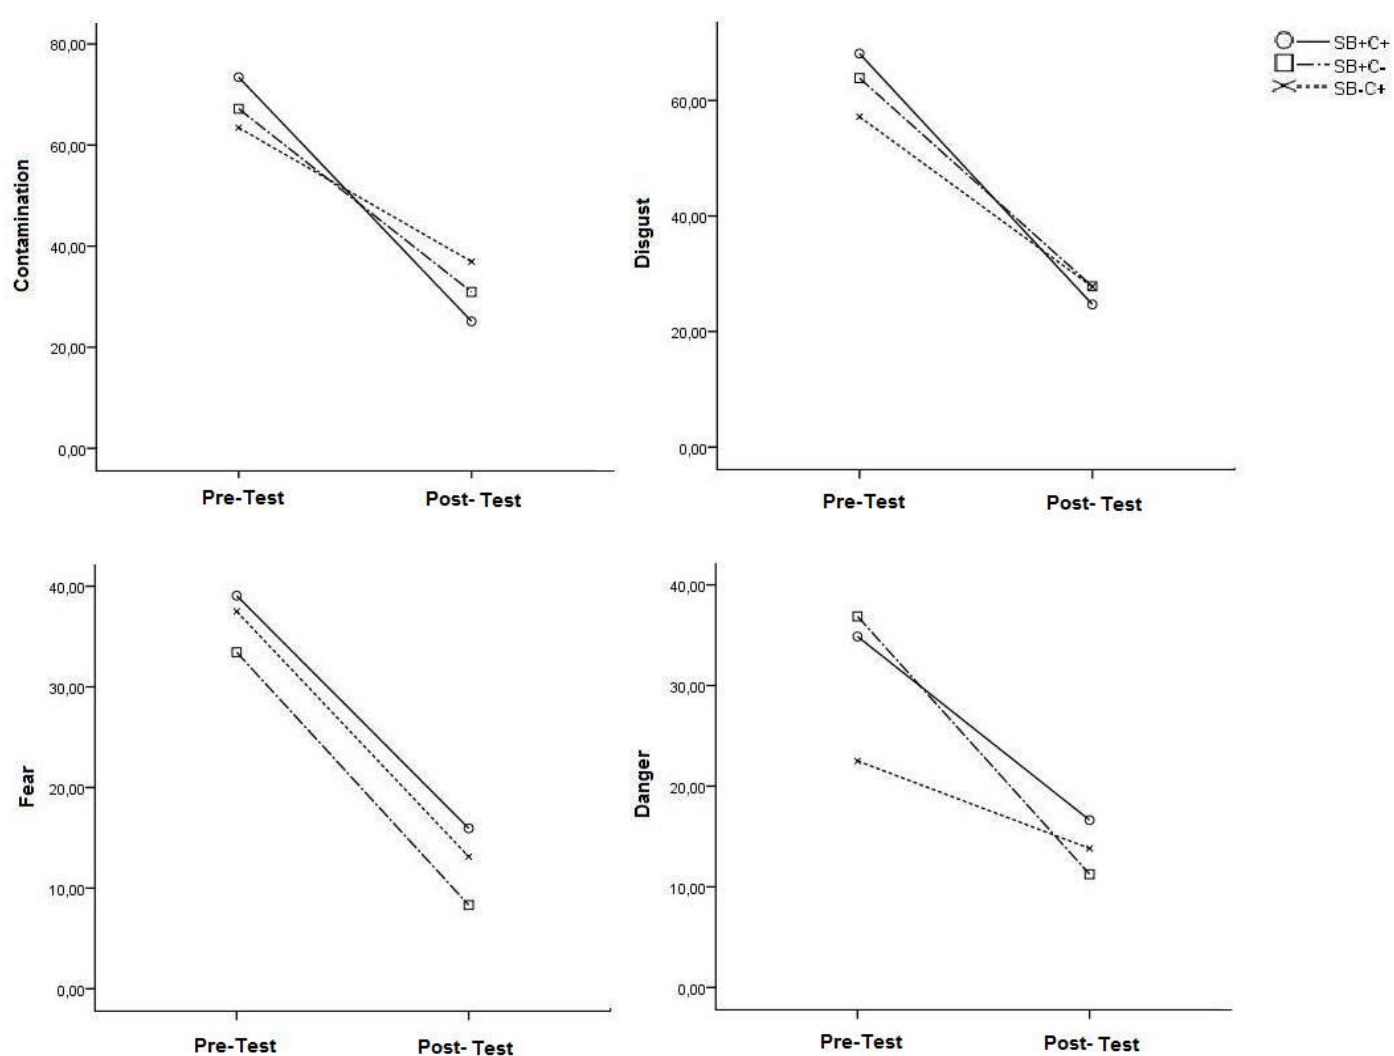 80,00
60,00
40,00
20,00
0,00
Contamination
Pre-Test
Post- Test
60,00
40,00
20,00
0,00
Disgust
Pre-Test
Post- Test
SB+C+
SB+C-
SB-C+
40,00
30,00
20,00
10,00
0,00
Fear
Pre-Test
Post- Test
40,00
30,00
20,00
10,00
0,00
Danger
Pre-Test
Post- Test